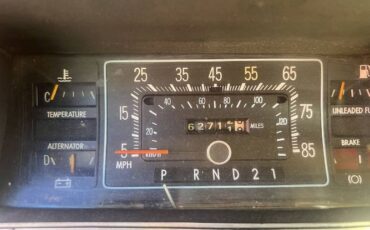 25 35 45 55 65
15 75
5 85
MPH
40 60 80 100
20 120
km/h
MILES
C
TEMPERATURE
ALTERNATOR
D
UNLEADED FU
BRAKE
P R N D 2 1